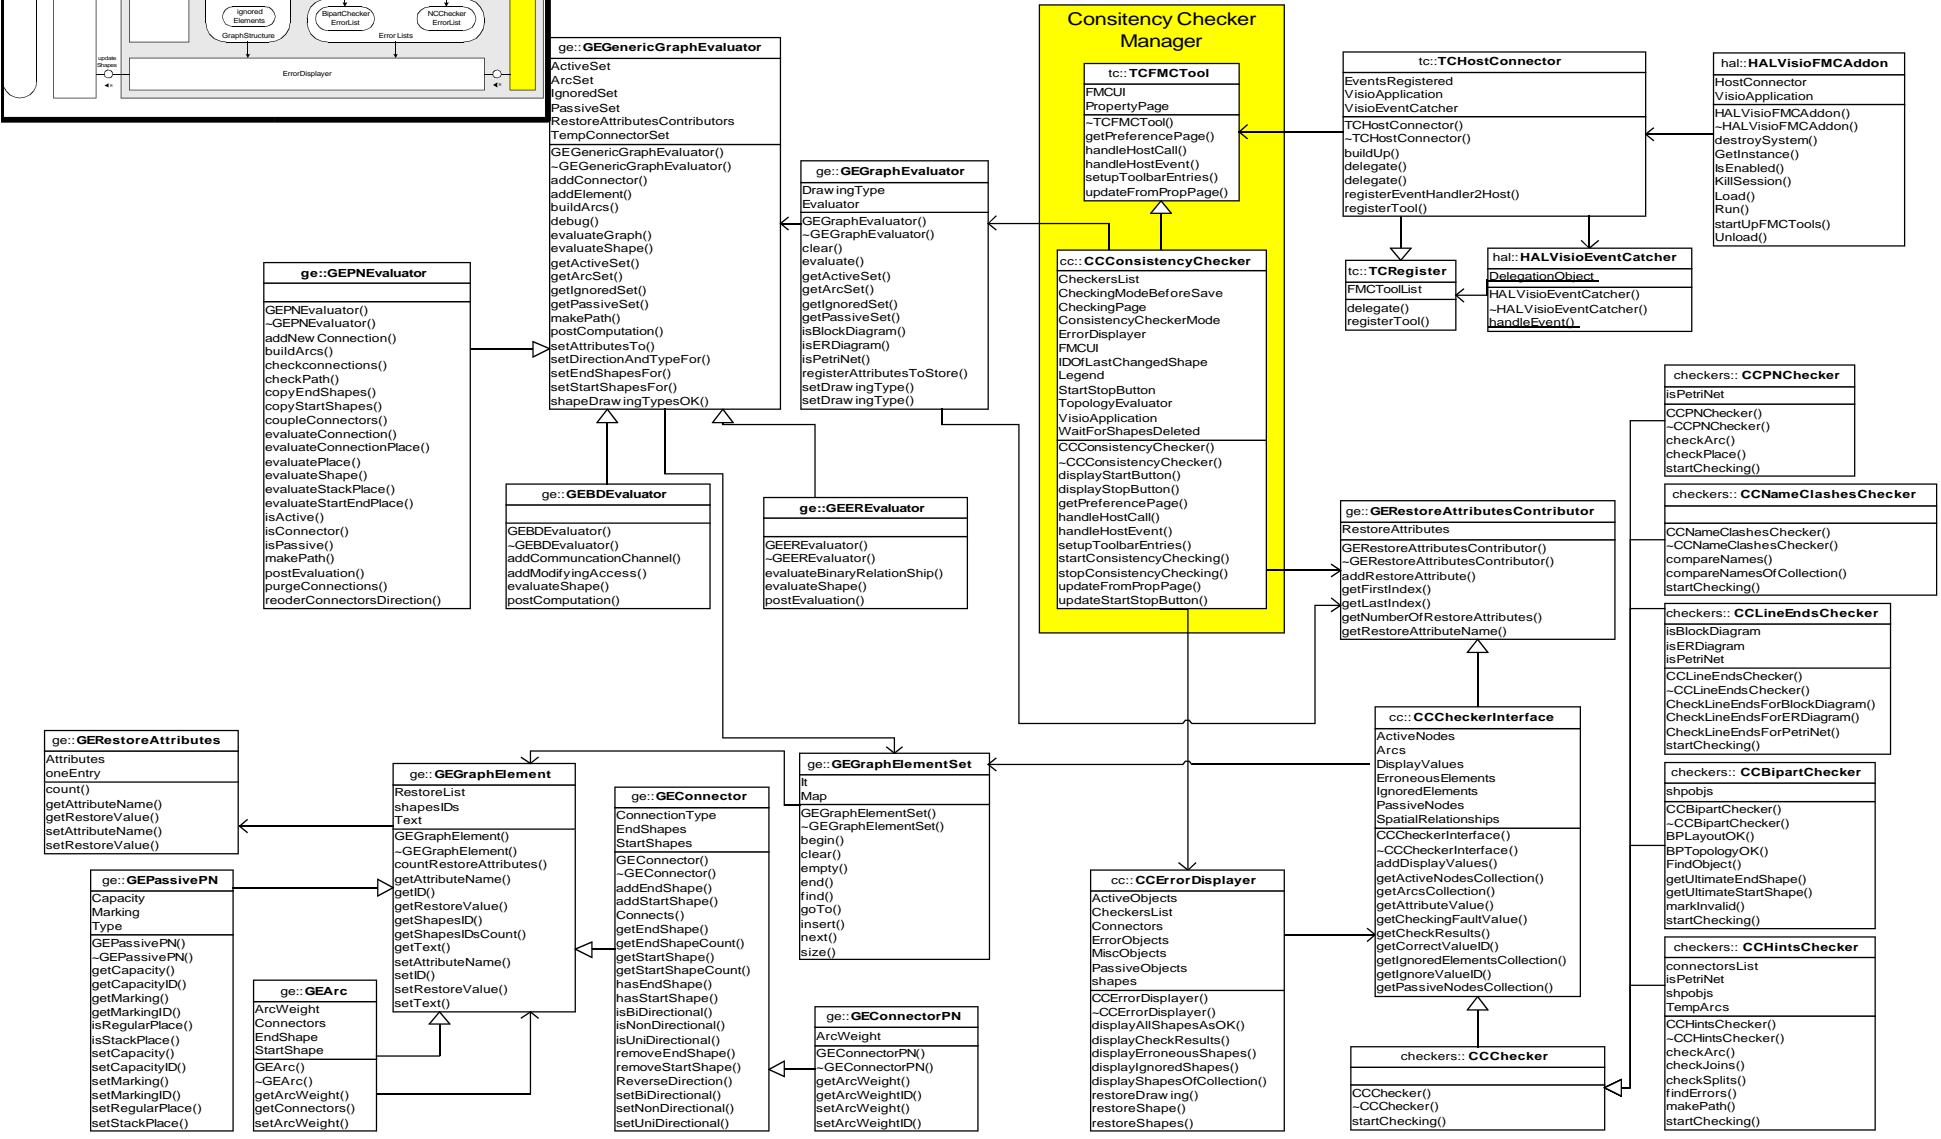 ignored
Elements
GraphStructure
BipartChecker
ErrorList
NCChecker
ErrorList
Error Lists
update
Shapes
ErrorDisplayer
R
R
ge::GEGenericGraphEvaluator
ActiveSet
ArcSet
IgnoredSet
PassiveSet
RestoreAttributesContributors
TempConnectorSet
GEGenericGraphEvaluator()
~GEGenericGraphEvaluator()
addConnector()
addElement()
buildArcs()
debug()
evaluateGraph()
evaluateShape()
getActiveSet()
getArcSet()
getIgnoredSet()
getPassiveSet()
makePath()
postComputation()
setAttributesTo()
setDirectionAndTypeFor()
setEndShapesFor()
setStartShapesFor()
shapeDrawingTypesOK()
ge::GEGraphEvaluator
DrawingType
Evaluator
GEGraphEvaluator()
~GEGraphEvaluator()
clear()
evaluate()
getActiveSet()
getArcSet()
getIgnoredSet()
getPassiveSet()
isBlockDiagram()
isERDiagram()
isPetriNet()
registerAttributesToStore()
setDrawingType()
setDrawingType()
Consitency Checker
Manager
tc::TCFMCTool
FMCUI
PropertyPage
~TCFMCTool()
getPreferencePage()
handleHostCall()
handleHostEvent()
setupToolbarEntries()
updateFromPropPage()
cc::CCConsistencyChecker
CheckersList
CheckingModeBeforeSave
CheckingPage
ConsistencyCheckerMode
ErrorDisplayer
FMCUI
IDOfLastChangedShape
Legend
StartStopButton
TopologyEvaluator
VisioApplication
WaitForShapesDeleted
CCConsistencyChecker()
~CCConsistencyChecker()
displayStartButton()
displayStopButton()
getPreferencePage()
handleHostCall()
handleHostEvent()
setupToolbarEntries()
startConsistencyChecking()
stopConsistencyChecking()
updateFromPropPage()
updateStartStopButton()
tc::TCHostConnector
EventsRegistered
VisioApplication
VisioEventCatcher
TCHostConnector()
~TCHostConnector()
buildUp()
delegate()
delegate()
registerEventHandler2Host()
registerTool()
hal::HALVisioFMCAddon
HostConnector
VisioApplication
HALVisioFMCAddon()
~HALVisioFMCAddon()
destroySystem()
GetInstance()
IsEnabled()
KillSession()
Load()
Run()
startUpFMCTools()
Unload()
tc::TCRegister
FMCToolList
delegate()
registerTool()
hal::HALVisioEventCatcher
DelegationObject
HALVisioEventCatcher()
~HALVisioEventCatcher()
handleEvent()
ge::GEPNEvaluator
GEPNEvaluator()
~GEPNEvaluator()
addNewConnection()
buildArcs()
checkconnections()
checkPath()
copyEndShapes()
copyStartShapes()
coupleConnectors()
evaluateConnection()
evaluateConnectionPlace()
evaluatePlace()
evaluateShape()
evaluateStackPlace()
evaluateStartEndPlace()
isActive()
isConnector()
isPassive()
makePath()
postEvaluation()
purgeConnections()
reoderConnectorsDirection()
ge::GEBDEvaluator
GEBDEvaluator()
~GEBDEvaluator()
addCommuncationChannel()
addModifyingAccess()
evaluateShape()
postComputation()
ge::GEEREvaluator
GEEREvaluator()
~GEEREvaluator()
evaluateBinaryRelationShip()
evaluateShape()
postEvaluation()
ge::GERestoreAttributesContributor
RestoreAttributes
GERestoreAttributesContributor()
~GERestoreAttributesContributor()
addRestoreAttribute()
getFirstIndex()
getLastIndex()
getNumberOfRestoreAttributes()
getRestoreAttributeName()
checkers:: CCPNChecker
isPetriNet
CCPNChecker()
~CCPNChecker()
checkArc()
checkPlace()
startChecking()
checkers:: CCNameClashesChecker
CCNameClashesChecker()
~CCNameClashesChecker()
compareNames()
compareNamesOfCollection()
startChecking()
checkers:: CCLineEndsChecker
isBlockDiagram
isERDiagram
isPetriNet
CCLineEndsChecker()
~CCLineEndsChecker()
CheckLineEndsForBlockDiagram()
CheckLineEndsForERDiagram()
CheckLineEndsForPetriNet()
startChecking()
checkers:: CCBipartChecker
shpobjs
CCBipartChecker()
~CCBipartChecker()
BPLayoutOK()
BPTopologyOK()
FindObject()
getUltimateEndShape()
getUltimateStartShape()
markInvalid()
startChecking()
checkers:: CCHintsChecker
connectorsList
isPetriNet
shpobjs
TempArcs
CCHintsChecker()
~CCHintsChecker()
checkArc()
checkJoins()
checkSplits()
findErrors()
makePath()
startChecking()
cc::CCCheckerInterface
ActiveNodes
Arcs
DisplayValues
ErroneousElements
IgnoredElements
PassiveNodes
SpatialRelationships
CCCheckerInterface()
~CCCheckerInterface()
addDisplayValues()
getActiveNodesCollection()
getArcsCollection()
getAttributeValue()
getCheckingFaultValue()
getCheckResults()
getCorrectValueID()
getIgnoredElementsCollection()
getIgnoreValueID()
getPassiveNodesCollection()
checkers:: CCChecker
CCChecker()
~CCChecker()
startChecking()
cc::CCErrorDisplayer
ActiveObjects
CheckersList
Connectors
ErrorObjects
MiscObjects
PassiveObjects
shapes
CCErrorDisplayer()
~CCErrorDisplayer()
displayAllShapesAsOK()
displayCheckResults()
displayErroneousShapes()
displayIgnoredShapes()
displayShapesOfCollection()
restoreDrawing()
restoreShape()
restoreShapes()
ge::GERestoreAttributes
Attributes
oneEntry
count()
getAttributeName()
getRestoreValue()
setAttributeName()
setRestoreValue()
ge::GEGraphElement
RestoreList
shapesIDs
Text
GEGraphElement()
~GEGraphElement()
countRestoreAttributes()
getAttributeName()
getID()
getRestoreValue()
getShapesID()
getShapesIDsCount()
getText()
setAttributeName()
setID()
setRestoreValue()
setText()
ge::GEConnector
ConnectionType
EndShapes
StartShapes
GEConnector()
~GEConnector()
addEndShape()
addStartShape()
Connects()
getEndShape()
getEndShapeCount()
getStartShape()
getStartShapeCount()
hasEndShape()
hasStartShape()
isBiDirectional()
isNonDirectional()
isUniDirectional()
removeEndShape()
removeStartShape()
ReverseDirection()
setBiDirectional()
setNonDirectional()
setUniDirectional()
ge::GEGraphElementSet
It
Map
GEGraphElementSet()
~GEGraphElementSet()
begin()
clear()
empty()
end()
find()
goTo()
insert()
next()
size()
ge::GEPassivePN
Capacity
Marking
Type
GEPassivePN()
~GEPassivePN()
getCapacity()
getCapacityID()
getMarking()
getMarkingID()
isRegularPlace()
isStackPlace()
setCapacity()
setCapacityID()
setMarking()
setMarkingID()
setRegularPlace()
setStackPlace()
ge::GEArc
ArcWeight
Connectors
EndShape
StartShape
GEArc()
~GEArc()
getArcWeight()
getConnectors()
setArcWeight()
ge::GEConnectorPN
ArcWeight
GEConnectorPN()
~GEConnectorPN()
getArcWeight()
getArcWeightID()
setArcWeight()
setArcWeightID()